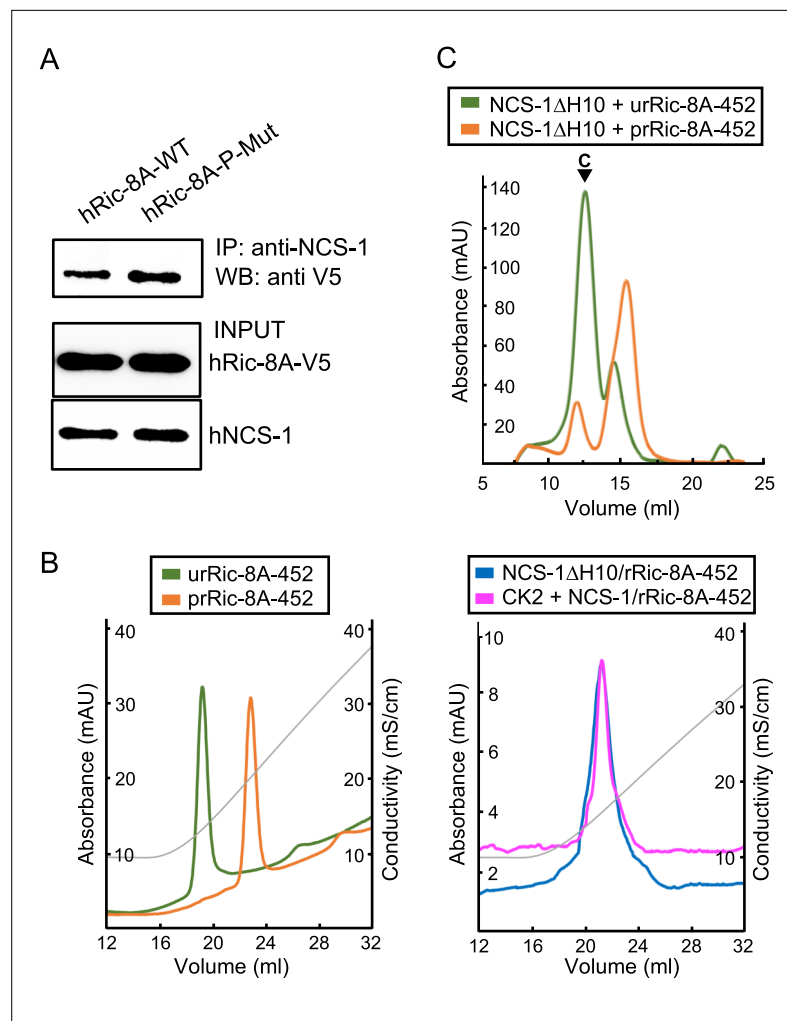 A
hRic-8A-WT
hRic-8A-P-Mut
IP: anti-NCS-1
WB: anti V5
INPUT
hRic-8A-V5
hNCS-1
C
NCS-1ΔH10 + urRic-8A-452
NCS-1ΔH10 + prRic-8A-452
C
Absorbance (mAU)
140
120
100
80
60
40
20
5 10 15 20 25
Volume (ml)
B
urRic-8A-452
prRic-8A-452
Absorbance (mAU)
40
30
20
10
Conductivity (mS/cm)
40
30
20
10
12 16 20 24 28 32
Volume (ml)
NCS-1ΔH10/rRic-8A-452
CK2 + NCS-1/rRic-8A-452
Absorbance (mAU)
10
8
6
4
2
Conductivity (mS/cm)
40
30
20
10
12 16 20 24 28 32
Volume (ml)